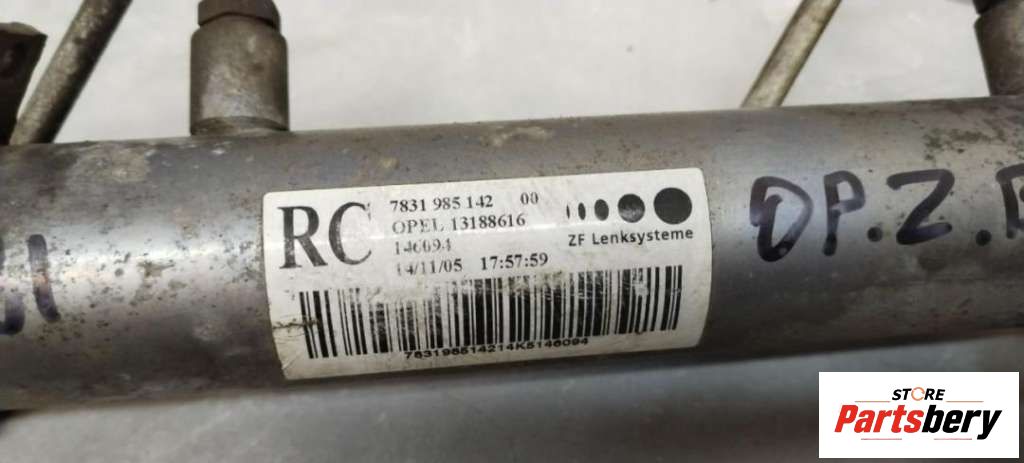 RC
7831 985 142 00
OPEL 13188616
146094
14/11/05 17:57:59
ZF Lenksysteme
783198514214K5146094
OP.Z.
STORE
Partsbery